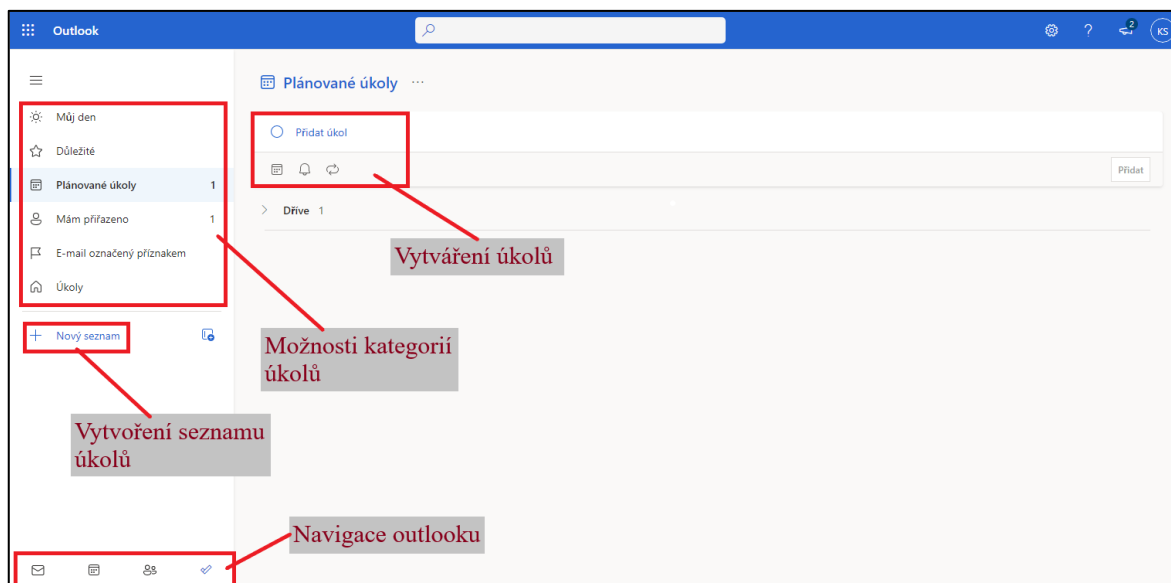 Outlook
2
KS
Plánované úkoly
Můj den
Přidat úkol
Důležité
Plánované úkoly 1
Přidat
Mám přiřazeno 1
Dříve 1
E-mail označený příznakem
Vytváření úkolů
Úkoly
Nový seznam
Možnosti kategorií
úkolů
Vytvoření seznamu
úkolů
Navigace outlooku